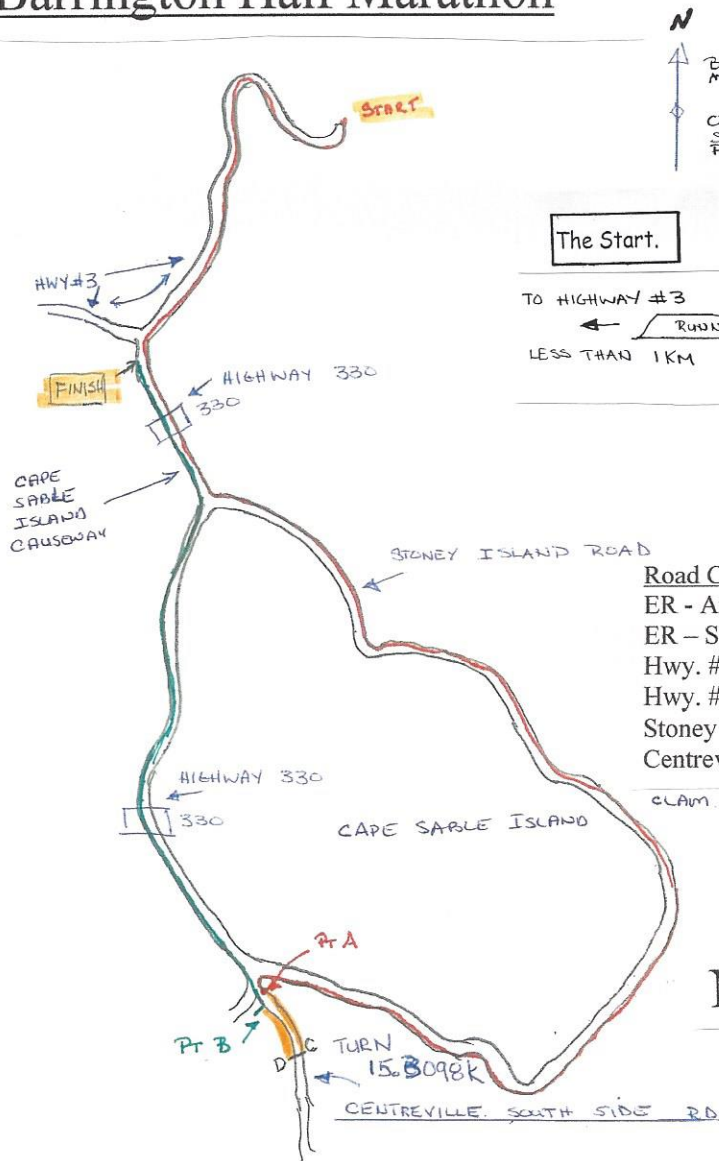 Barrington Half Marathon
N
START
The Start.
HWY #3
TO HIGHWAY #3
RUNN
LESS THAN 1KM
FINISH
HIGHWAY 330
330
CAPE
SABLE
ISLAND
CAUSEWAY
STONEY ISLAND ROAD
Road C
ER - A
ER – S
Hwy. #
Hwy. #
Stoney
Centrev
CLAM
HIGHWAY 330
330
CAPE SABLE ISLAND
Pt A
Pt B
D C TURN
CENTREVILLE SOUTH SIDE RD